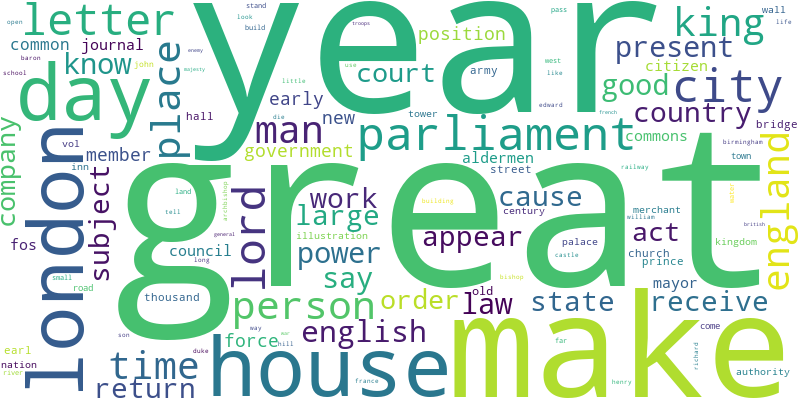 year
great
make
house
london
day
city
parliament
king
letter
man
lord
time
person
england
place
know
present
good
country
large
power
say
work
appear
cause
act
state
receive
order
law
english
return
subject
company
court
position
early
new
government
member
council
common
journal
commons
citizen
aldermen
mayor
force
fos
hall
army
tower
street
century
palace
church
prince
kingdom
merchant
town
bridge
wall
birmingham
railway
william
british
authority
come
old
illustration
thousand
earl
nation
river
road
small
inn
vol
land
tell
archbishop
general
long
son
duke
way
hill
war
france
far
henry
richard
bishop
castle
building
water
edward
french
west
like
pass
life
stand
look
build
open
troops
enemy
baron
school
majesty
john
little
use
die